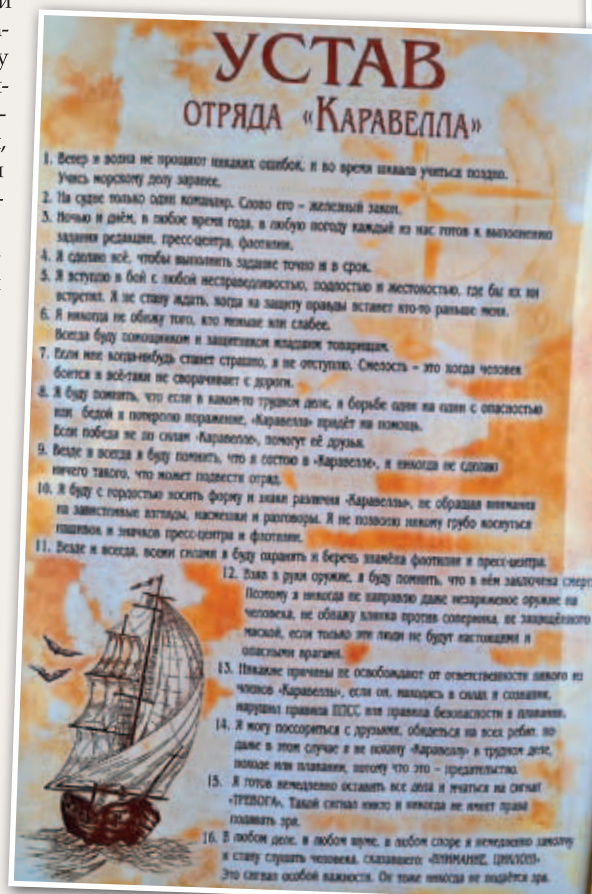 УСТАВ
ОТРЯДА «КАРАВЕЛЛА»
1. Ветер и волна не прощают никаких ошибок, и во время шквала учиться поздно.
Учись морскому делу заранее.
2. На судне только один командир. Слово его – железный закон.
3. Ночью и днём, в любое время года, в любую погоду каждый из нас готов к выполнению
задания редакции, пресс-центра, флотилии.
4. Я сделаю всё, чтобы выполнить задание точно и в срок.
5. Я вступлю в бой с любой несправедливостью, подлостью и жестокостью, где бы их ни
встретил. Я не стану ждать, когда на защиту правды встанет кто-то раньше меня.
6. Я никогда не обижу того, кто меньше или слабее.
Всегда буду помощником и защитником младшим товарищам.
7. Если мне когда-нибудь станет страшно, я не отступлю. Смелость – это когда человек
боится и всё-таки не сворачивает с дороги.
8. Я буду помнить, что если в каком-то трудном деле, в борьбе один на один с опасностью
или бедой я потерплю поражение, «Каравелла» придёт на помощь.
Если победа не по силам «Каравелле», помогут её друзья.
9. Везде и всегда я буду помнить, что я состою в «Каравелле», и никогда не сделаю
ничего такого, что может подвести отряд.
10. Я буду с гордостью носить форму и знаки различия «Каравеллы», не обращая внимания
на завистливые взгляды, насмешки и разговоры. Я не позволю никому грубо коснуться
нашивок и значков пресс-центра и флотилии.
11. Везде и всегда, всеми силами я буду охранять и беречь знамёна флотилии и пресс-центра.
12. Взяв в руки оружие, я буду помнить, что в нём заключена смерт
Поэтому я никогда не направлю даже незаряженое оружие на
человека, не обнажу клинка против соперника, не защищённого
маской, если только эти люди не будут настоящими и
опасными врагами.
13. Никакие причины не освобождают от ответственности никого из
членов «Каравеллы», если он, находясь в силах и сознании,
нарушил правила ППСС или правила безопасности в плавании.
14. Я могу поссориться с друзьями, обидеться на всех ребят, но
даже в этом случае я не покину «Каравеллу» в трудном деле,
походе или плавании, потому что это – предательство.
15. Я готов немедленно оставить все дела и мчаться на сигнал
«ТРЕВОГА». Такой сигнал никто и никогда не имеет права
подавать зря.
16. В любом деле, в любом шуме, в любом споре я немедленно замолчу
и стану слушать человека, сказавшего: «ВНИМАНИЕ, ЦИКЛОН!»
Это сигнал особой важности. Он тоже никогда не подаётся зря.